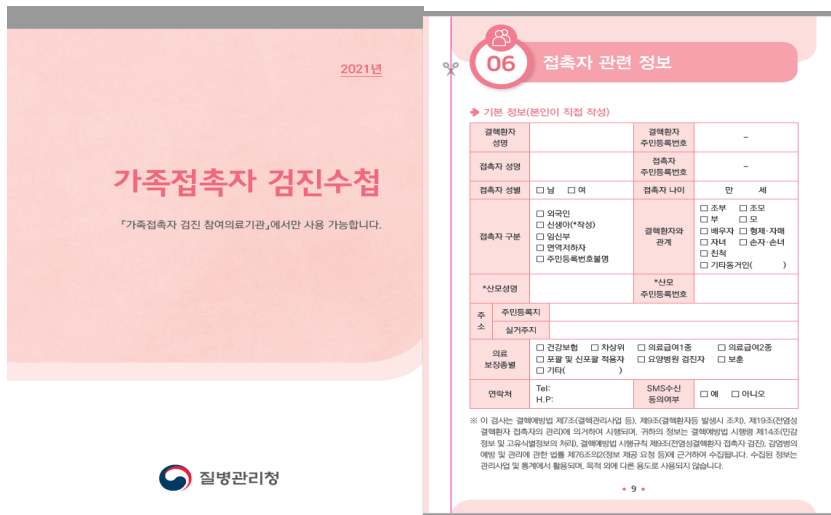 2021년
가족접촉자 검진수첩
『가족접촉자 검진 참여의료기관』에서만 사용 가능합니다.
질병관리청
06 접촉자 관련 정보
기본 정보(본인이 직접 작성)
결핵환자 성명 결핵환자 주민등록번호 –
접촉자 성명 접촉자 주민등록번호 –
접촉자 성별 □ 남 □ 여 접촉자 나이 만 세
접촉자 구분
□ 외국인
□ 신생아(*작성)
□ 임신부
□ 면역저하자
□ 주민등록번호불명
결핵환자와 관계
□ 조부 □ 조모
□ 부 □ 모
□ 배우자 □ 형제·자매
□ 자녀 □ 손자·손녀
□ 친척
□ 기타동거인( )
*산모성명 *산모 주민등록번호
주소 주민등록지
실거주지
의료 보장종별
□ 건강보험 □ 차상위 □ 의료급여1종 □ 의료급여2종
□ 포괄 및 신포괄 적용자 □ 요양병원 검진자 □ 보훈
□ 기타( )
연락처
Tel:
H.P:
SMS수신 동의여부 □ 예 □ 아니오
※ 이 검사는 결핵예방법 제7조(결핵관리사업 등), 제9조(결핵환자등 발생시 조치), 제19조(전염성
결핵환자 접촉자의 관리)에 의거하여 시행되며, 귀하의 정보는 결핵예방법 시행령 제14조(민감
정보 및 고유식별정보의 처리), 결핵예방법 시행규칙 제9조(전염성결핵환자 접촉자 검진), 감염병의
예방 및 관리에 관한 법률 제76조의2(정보 제공 요청 등)에 근거하여 수집됩니다. 수집된 정보는
관리사업 및 통계에서 활용되며, 목적 외에 다른 용도로 사용되지 않습니다.
• 9 •